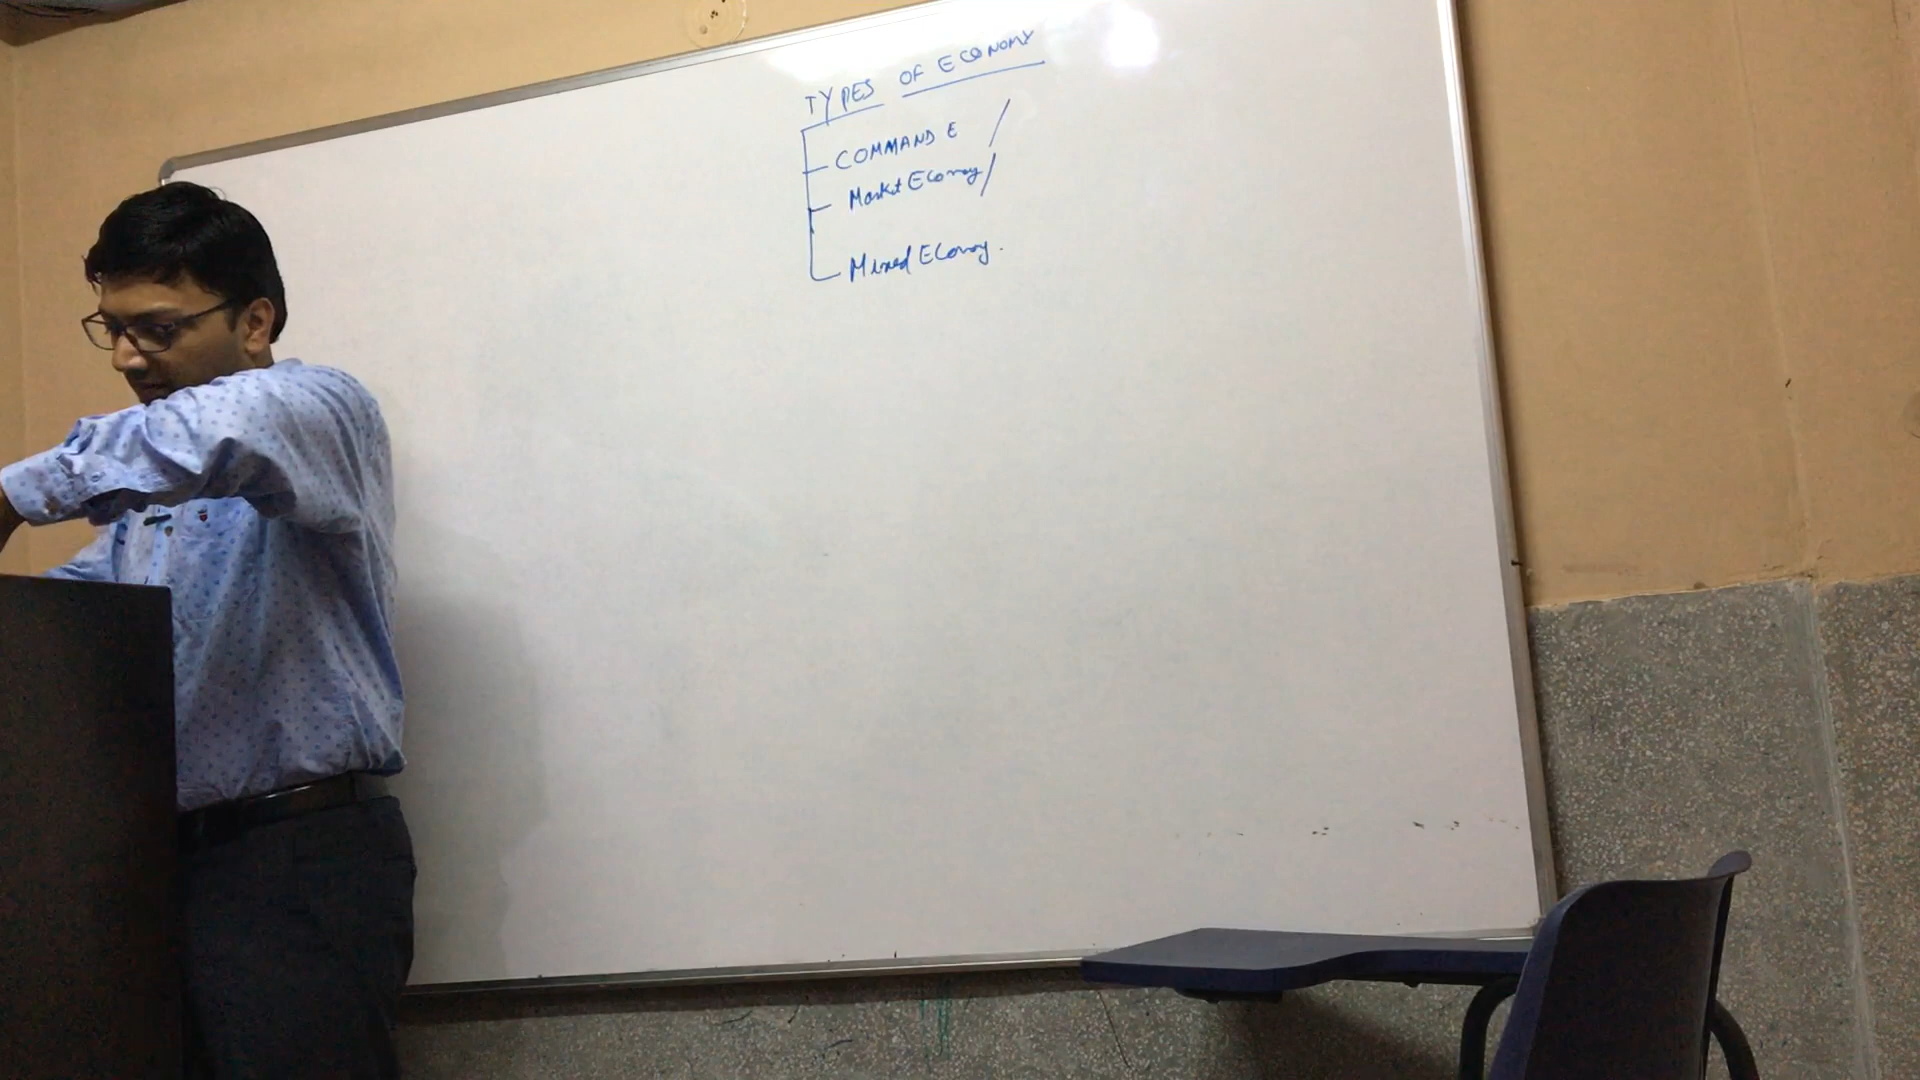 TYPES OF ECONOMY
COMMAND E /
Market Economy /
Mixed Economy.